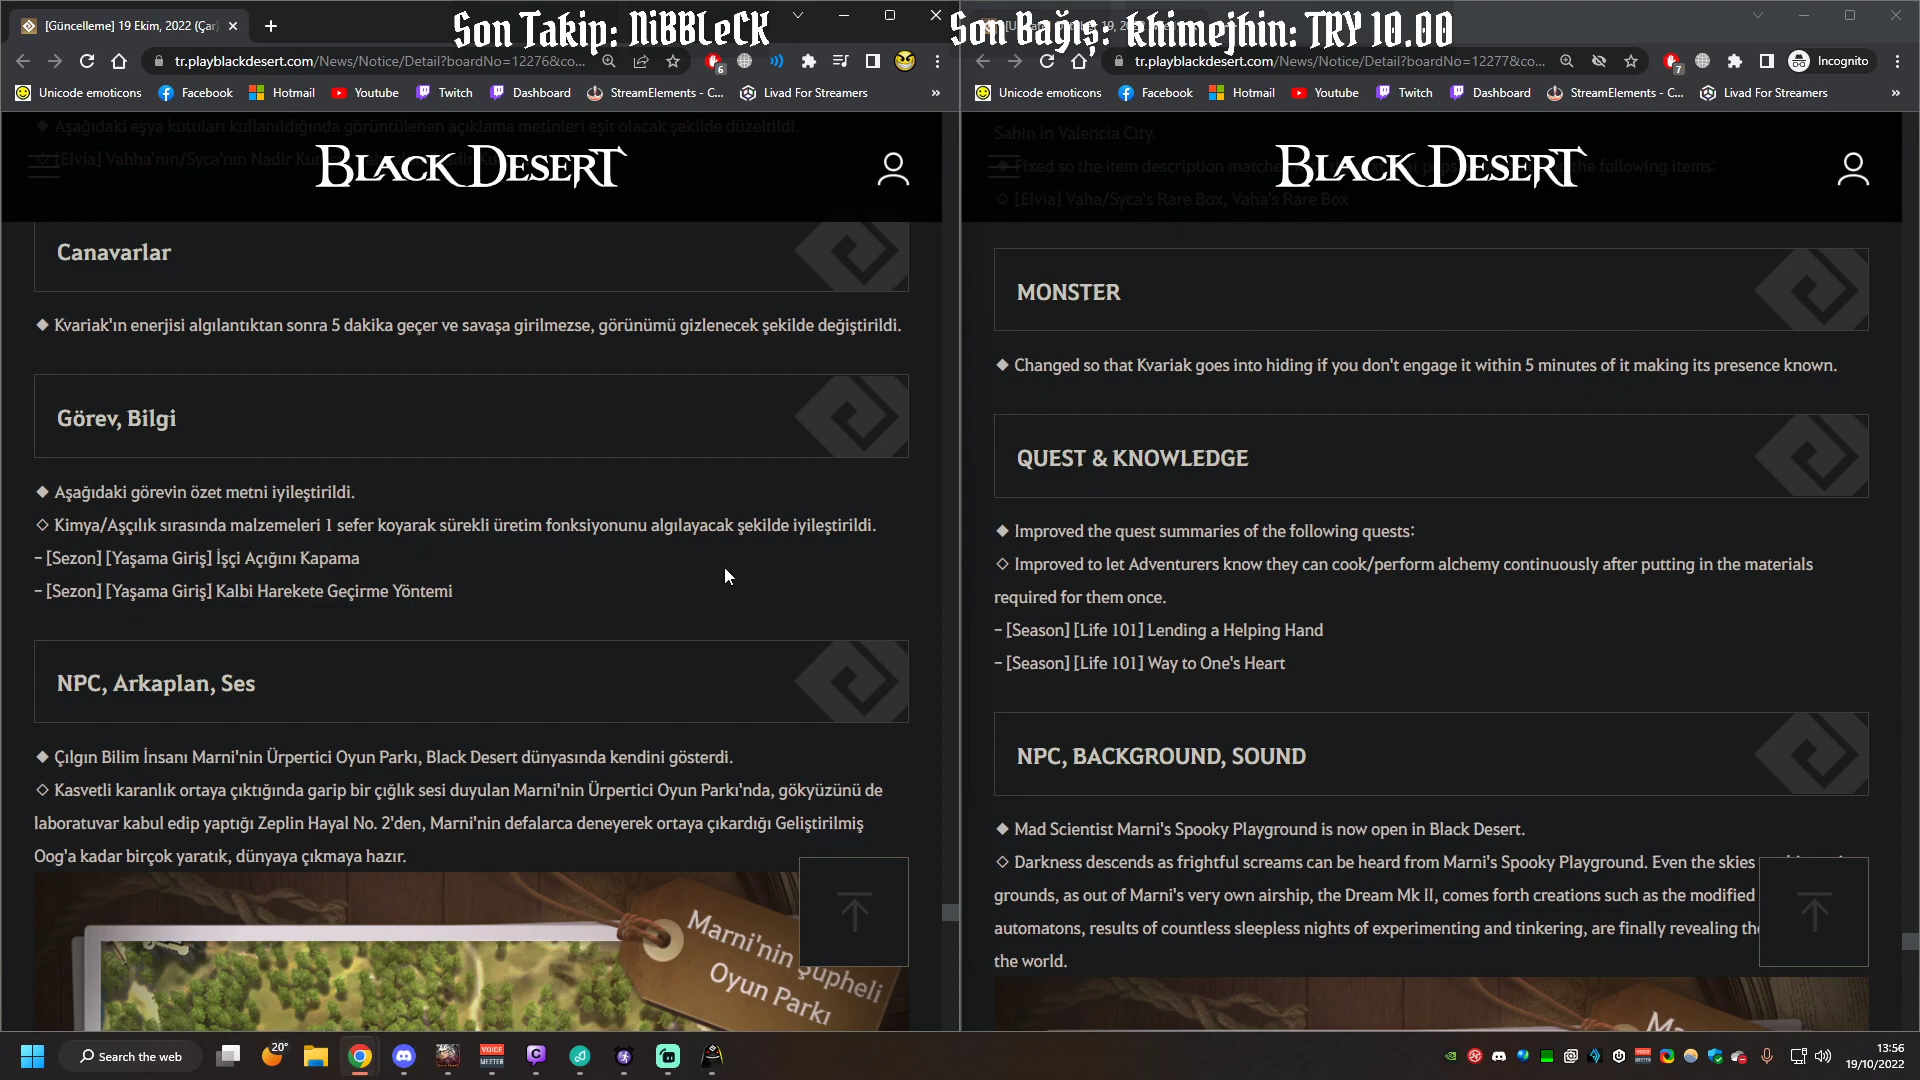 [Güncelleme] 19 Ekim, 2022 (Çar
Son Takip: NiBBLeCK
Son Bağış: khimejhin: TRY 10.00
tr.playblackdesert.com/News/Notice/Detail?boardNo=12276&co...
6
Unicode emoticons
Facebook
Hotmail
Youtube
Twitch
Dashboard
StreamElements - C...
Livad For Streamers
»
Aşağıdaki eşya kutuları kullanıldığında görüntülenen açıklama metinleri eşit olacak şekilde düzeltildi.
BLACK DESERT
Canavarlar
◆ Kvariak'ın enerjisi algılantıktan sonra 5 dakika geçer ve savaşa girilmezse, görünümü gizlenecek şekilde değiştirildi.
Görev, Bilgi
◆ Aşağıdaki görevin özet metni iyileştirildi.
◇ Kimya/Aşçılık sırasında malzemeleri 1 sefer koyarak sürekli üretim fonksiyonunu algılayacak şekilde iyileştirildi.
– [Sezon] [Yaşama Giriş] İşçi Açığını Kapama
– [Sezon] [Yaşama Giriş] Kalbi Harekete Geçirme Yöntemi
NPC, Arkaplan, Ses
◆ Çılgın Bilim İnsanı Marni'nin Ürpertici Oyun Parkı, Black Desert dünyasında kendini gösterdi.
◇ Kasvetli karanlık ortaya çıktığında garip bir çığlık sesi duyulan Marni'nin Ürpertici Oyun Parkı'nda, gökyüzünü de
laboratuvar kabul edip yaptığı Zeplin Hayal No. 2'den, Marni'nin defalarca deneyerek ortaya çıkardığı Geliştirilmiş
Oog'a kadar birçok yaratık, dünyaya çıkmaya hazır.
Marni'nin Şüpheli
Oyun Parkı
tr.playblackdesert.com/News/Notice/Detail?boardNo=12277&co...
7
Incognito
Unicode emoticons
Facebook
Hotmail
Youtube
Twitch
Dashboard
StreamElements - C...
Livad For Streamers
»
Sahin in Valencia City.
◆ Fixed so the item description matche
the following items:
◇ [Elvia] Vaha/Syca's Rare Box, Vaha's Rare Box
BLACK DESERT
MONSTER
◆ Changed so that Kvariak goes into hiding if you don't engage it within 5 minutes of it making its presence known.
QUEST & KNOWLEDGE
◆ Improved the quest summaries of the following quests:
◇ Improved to let Adventurers know they can cook/perform alchemy continuously after putting in the materials
required for them once.
– [Season] [Life 101] Lending a Helping Hand
– [Season] [Life 101] Way to One's Heart
NPC, BACKGROUND, SOUND
◆ Mad Scientist Marni's Spooky Playground is now open in Black Desert.
◇ Darkness descends as frightful screams can be heard from Marni's Spooky Playground. Even the skies
grounds, as out of Marni's very own airship, the Dream Mk II, comes forth creations such as the modified
automatons, results of countless sleepless nights of experimenting and tinkering, are finally revealing the
the world.
Search the web
20°
VOICE
MEETER
13:56
19/10/2022